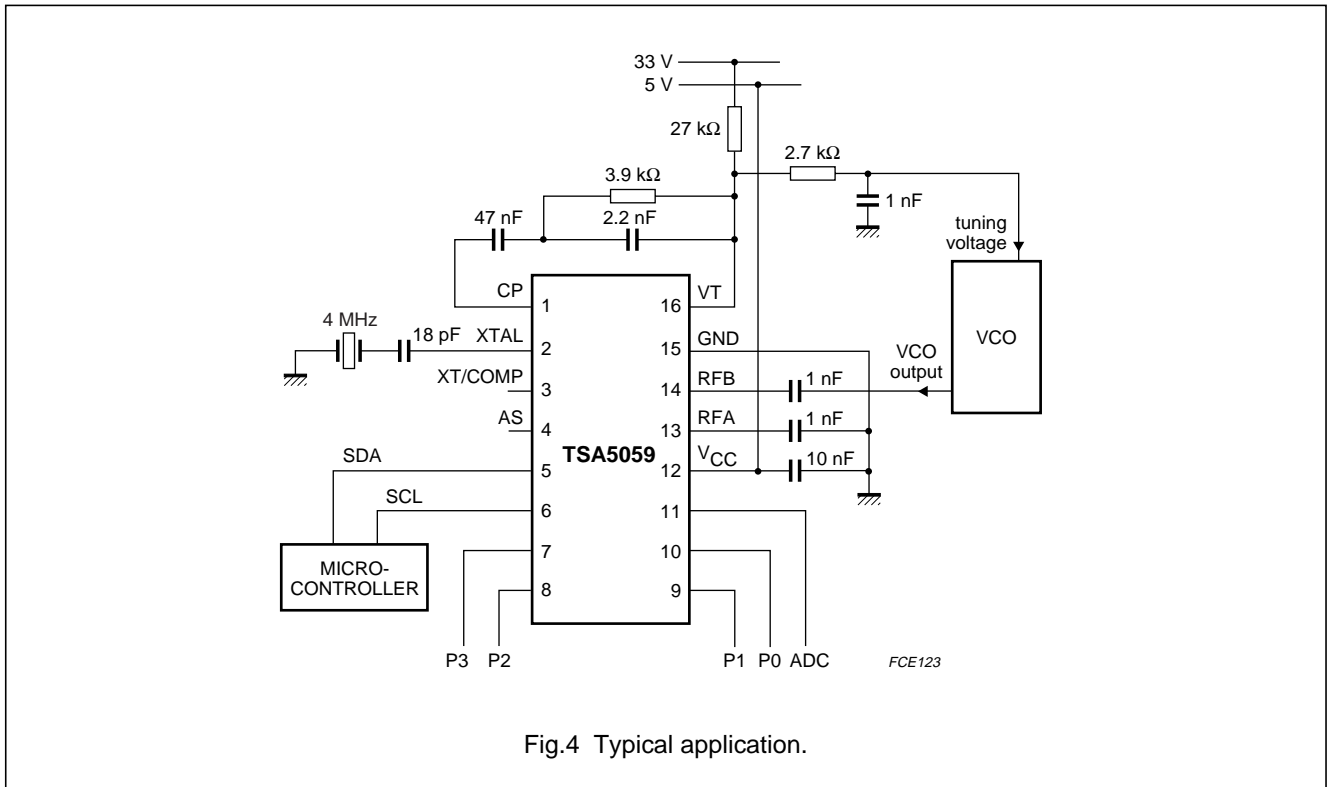 33 V
5 V
27 kΩ
2.7 kΩ
3.9 kΩ
1 nF
47 nF
2.2 nF
tuning
voltage
CP
VT
1
16
4 MHz
18 pF
XTAL
GND
2
15
VCO
VCO
output
XT/COMP
RFB
1 nF
3
14
AS
RFA
1 nF
4
13
TSA5059
SDA
VCC
10 nF
5
12
SCL
6
11
MICRO-
CONTROLLER
7
10
8
9
P3 P2
P1 P0 ADC
FCE123
Fig.4 Typical application.